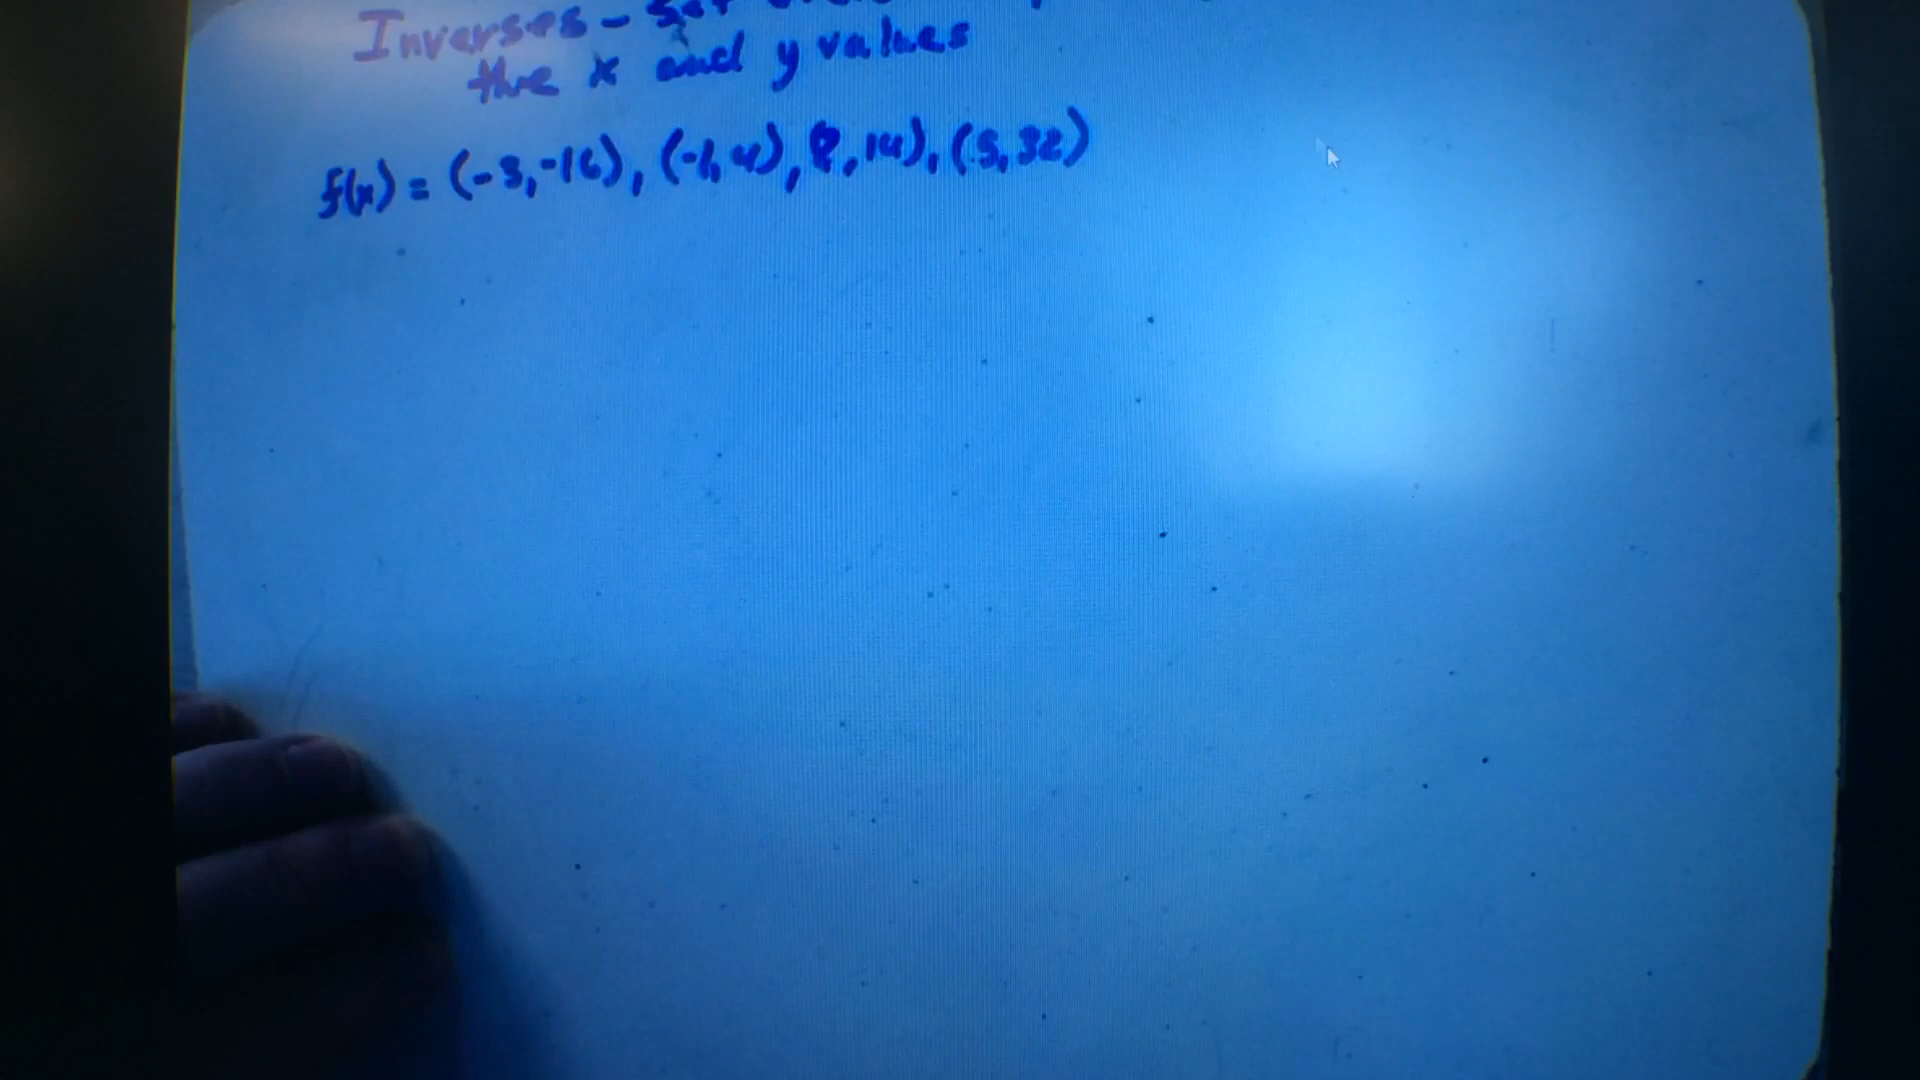 Inverses - 
the x and y values
f(x) = (-3,-16), (-1,4), 8,14), (5,32)